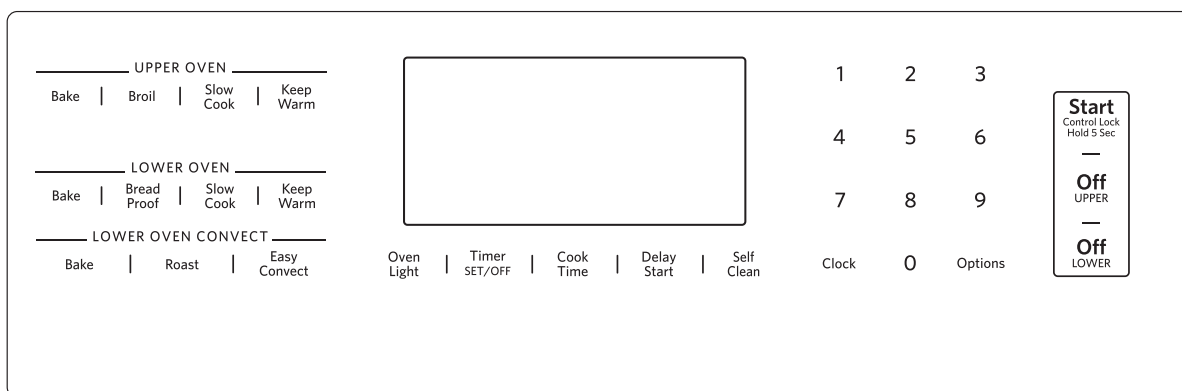 UPPER OVEN
Bake | Broil | Slow Cook | Keep Warm
LOWER OVEN
Bake | Bread Proof | Slow Cook | Keep Warm
LOWER OVEN CONVECT
Bake | Roast | Easy Convect
Oven Light | Timer SET/OFF | Cook Time | Delay Start | Self Clean
1 2 3
4 5 6
7 8 9
Clock 0 Options
Start
Control Lock
Hold 5 Sec
Off
UPPER
Off
LOWER